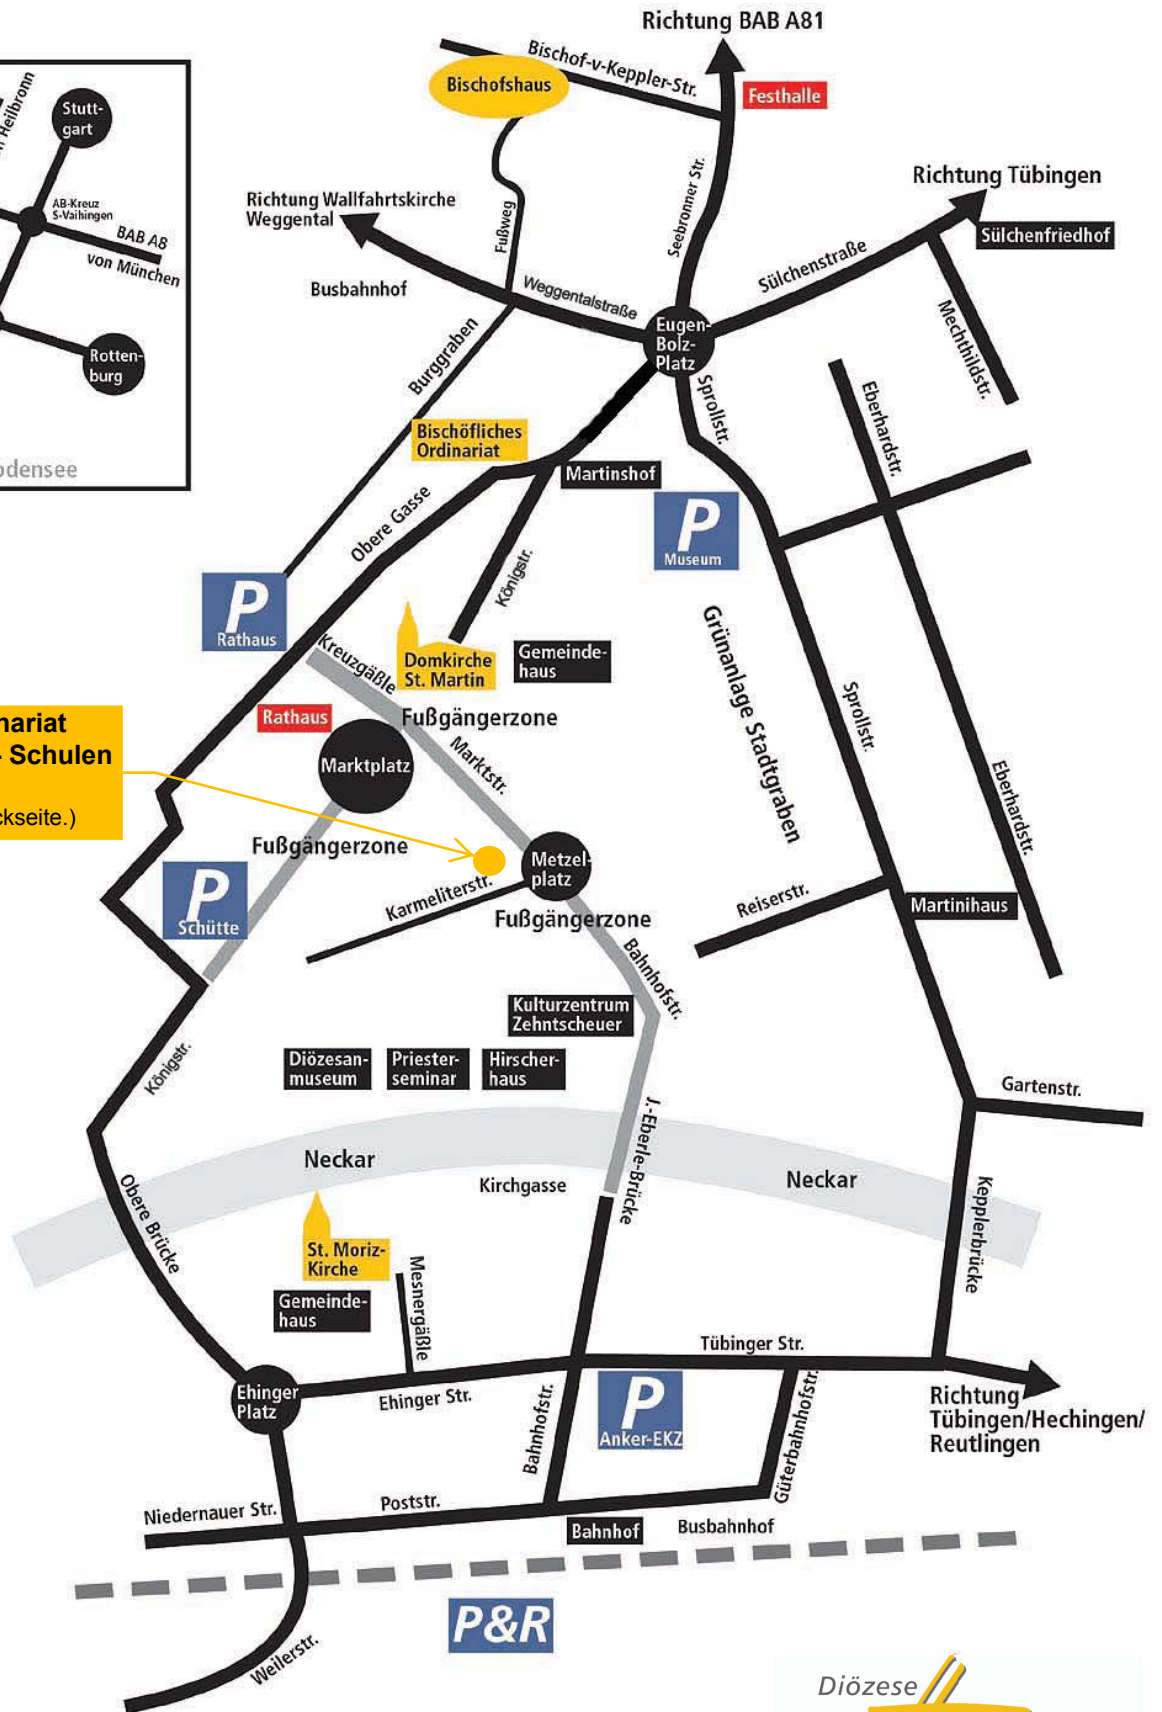 Richtung BAB A81
Bischof-v-Keppler-Str.
Bischofshaus
Festhalle
Heilbronn
Stutt-
gart
AB-Kreuz
S-Vaihingen
BAB A8
von München
Rotten-
burg
odensee
Richtung Wallfahrtskirche
Weggental
Fußweg
Seebronner Str.
Richtung Tübingen
Sülchenfriedhof
Sülchenstraße
Busbahnhof
Weggentalstraße
Eugen-
Bolz-
Platz
Mechthildstr.
Burggraben
Sprollstr.
Eberhardstr.
Bischöfliches
Ordinariat
Martinshof
Obere Gasse
P
Museum
Königstr.
P
Rathaus
Kreuzgäßle
Domkirche
St. Martin
Gemeinde-
haus
Grünanlage Stadtgraben
Sprollstr.
Rathaus
Fußgängerzone
nariat
- Schulen
ckseite.)
Marktplatz
Marktstr.
Eberhardstr.
Fußgängerzone
Metzel-
platz
P
Schütte
Karmeliterstr.
Fußgängerzone
Reiserstr.
Martinihaus
Bahnhofstr.
Kulturzentrum
Zehntscheuer
Königstr.
Diözesan-
museum
Priester-
seminar
Hirscher-
haus
Gartenstr.
J.-Eberle-Brücke
Neckar
Kirchgasse
Neckar
Obere Brücke
Kepplerbrücke
St. Moriz-
Kirche
Mesnergäßle
Gemeinde-
haus
Tübinger Str.
Ehinger
Platz
Ehinger Str.
Bahnhofstr.
P
Anker-EKZ
Güterbahnhofstr.
Richtung
Tübingen/Hechingen/
Reutlingen
Niedernauer Str.
Poststr.
Bahnhof
Busbahnhof
P&R
Weilerstr.
Diözese